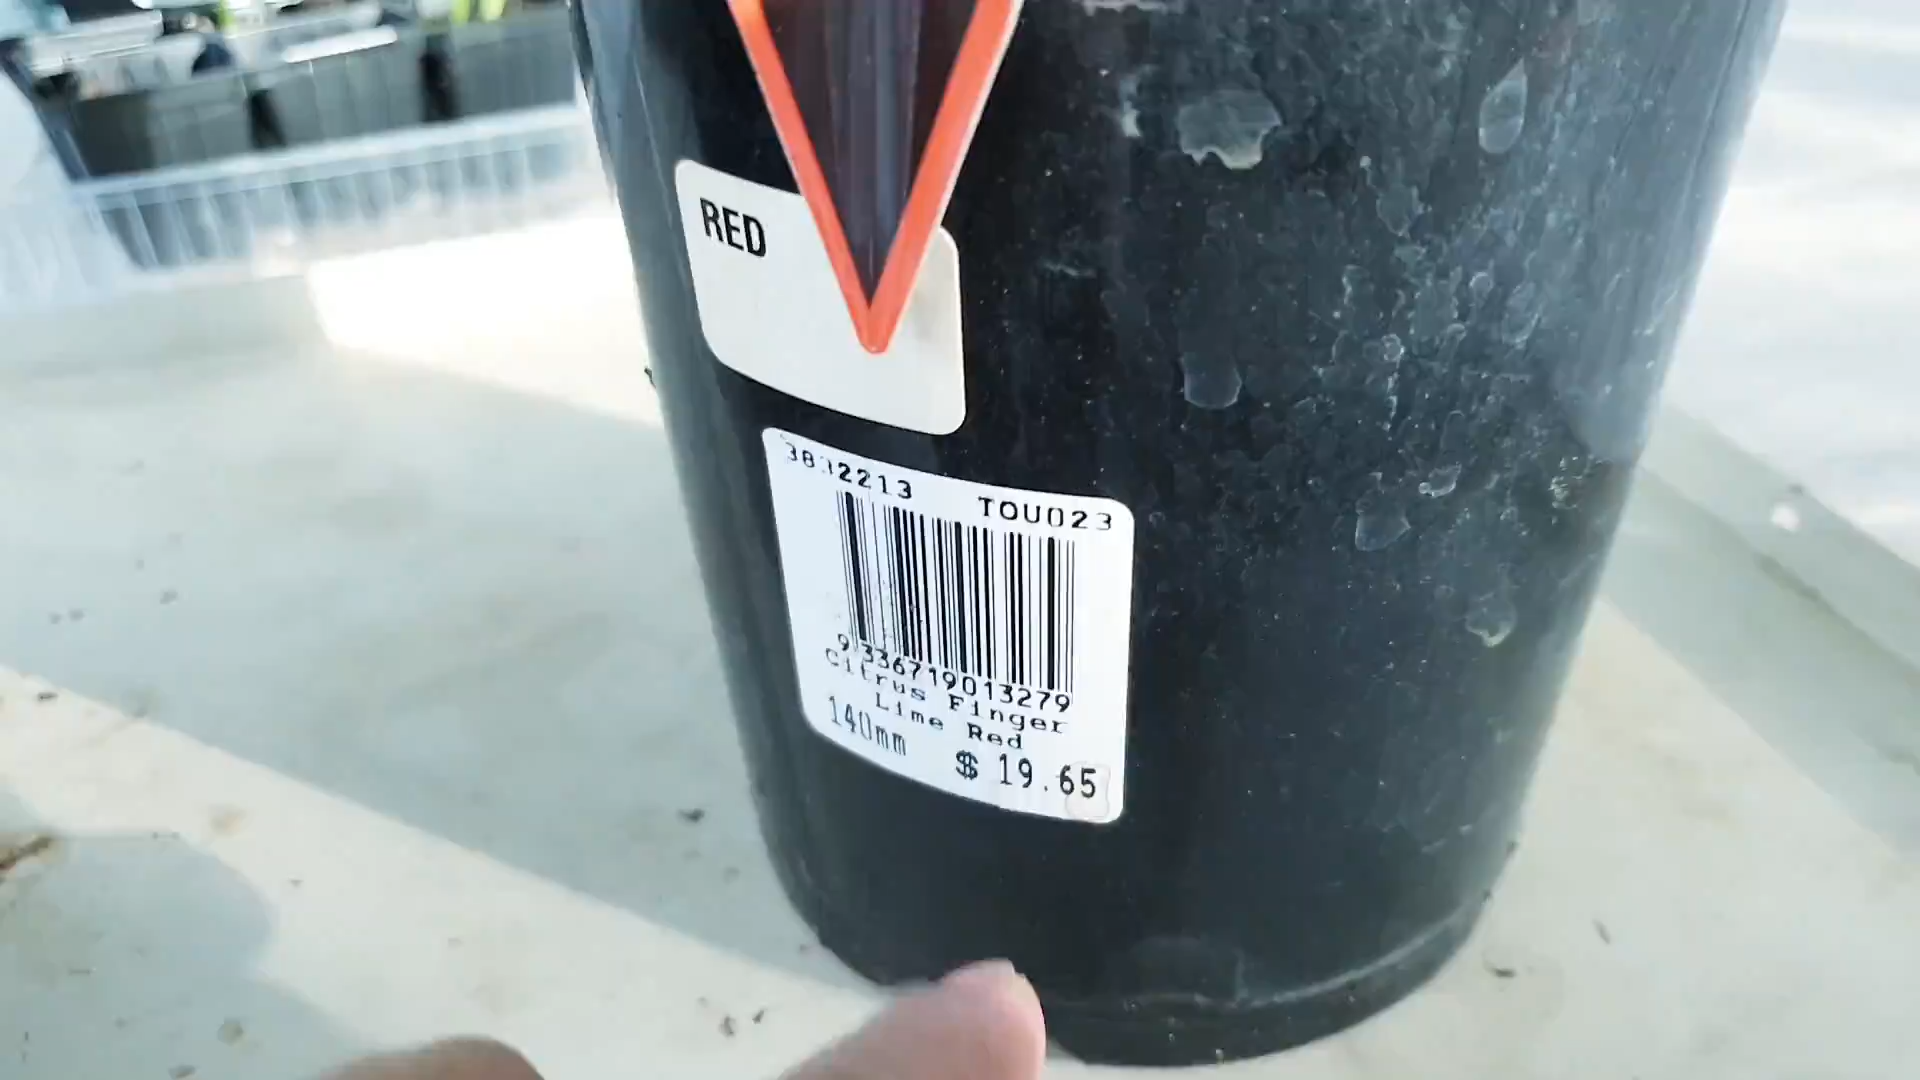 RED
TOU023
9336719013279
Citrus Finger
Lime Red
140mm $ 19.65